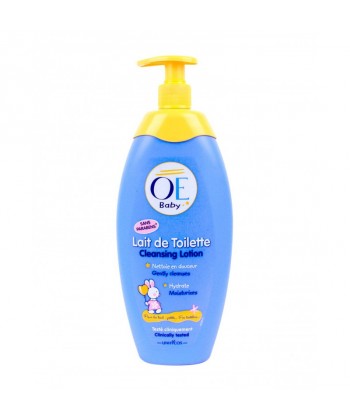 OE
Baby
SANS
PARABENS
Lait de Toilette
Cleansing Lotion
Nettoie en douceur
Gently cleanses
Hydrate
Moisturises
Testé cliniquement
Clinically tested